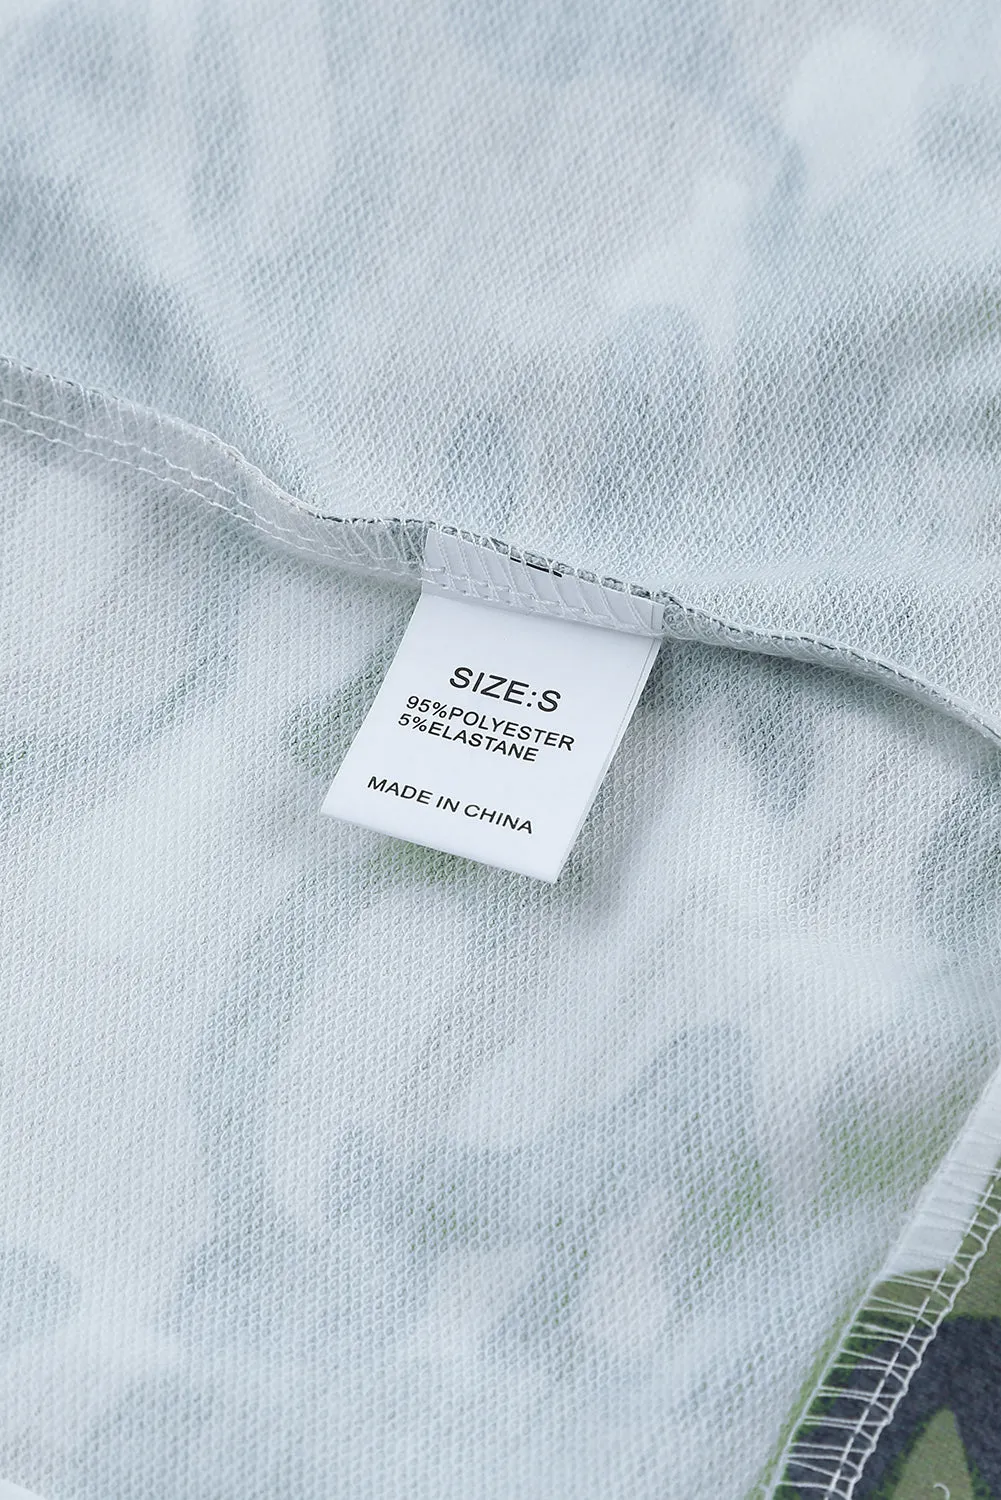 SIZE:S
95%POLYESTER
5%ELASTANE
MADE IN CHINA